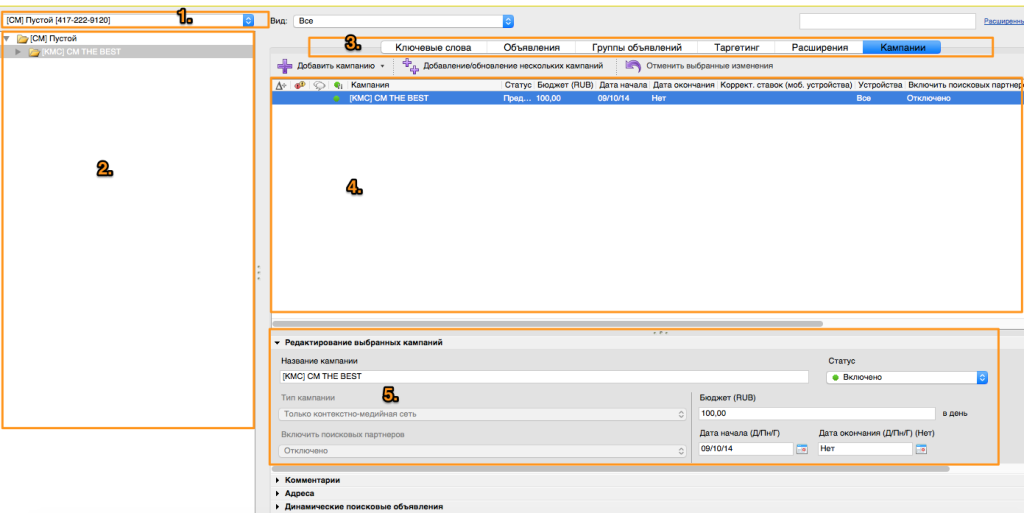 [CM] Пустой [417-222-9120]
1.
Вид: Все
Расширенны
[CM] Пустой
[KMC] CM THE BEST
3.
Ключевые слова Объявления Группы объявлений Таргетинг Расширения Кампании
Добавить кампанию Добавление/обновление нескольких кампаний Отменить выбранные изменения
Кампания Статус Бюджет (RUB) Дата начала Дата окончания Коррект. ставок (моб. устройства) Устройства Включить поисковых партнеро
[KMC] CM THE BEST Пред... 100,00 09/10/14 Нет Все Отключено
2.
4.
Редактирование выбранных кампаний
Название кампании Статус
[KMC] CM THE BEST Включено
5.
Тип кампании Бюджет (RUB)
Только контекстно-медийная сеть 100,00 в день
Включить поисковых партнеров Дата начала (Д/Пн/Г) Дата окончания (Д/Пн/Г) (Нет)
Отключено 09/10/14 Нет
Комментарии
Адреса
Динамические поисковые объявления